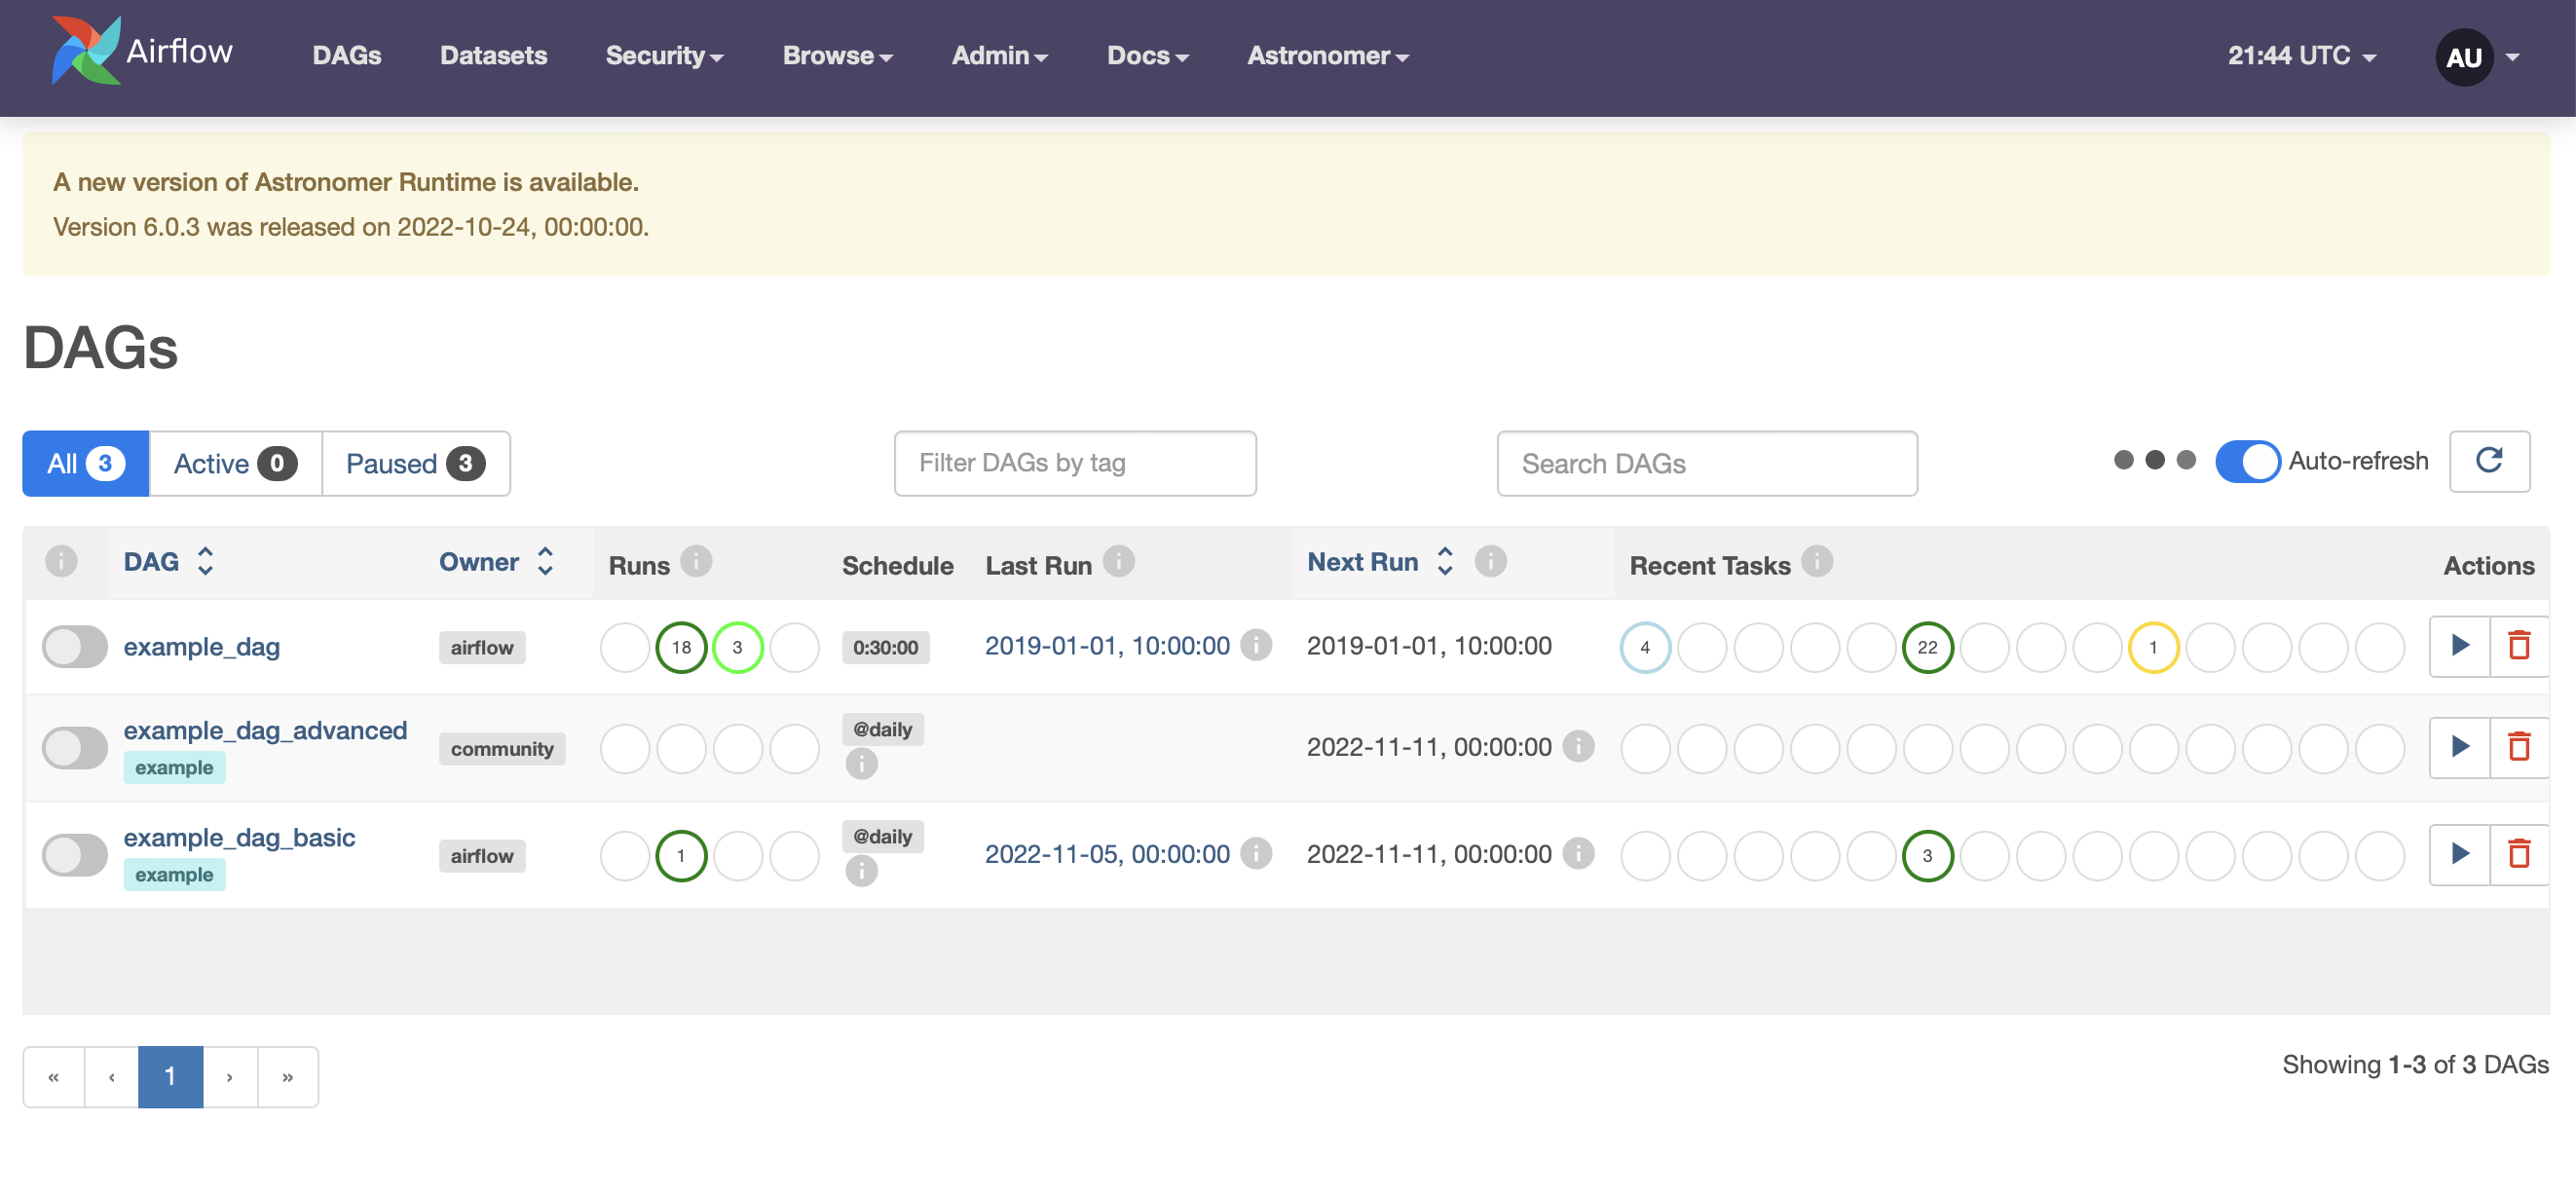 Airflow DAGs Datasets Security Browse Admin Docs Astronomer 21:44 UTC AU
A new version of Astronomer Runtime is available.
Version 6.0.3 was released on 2022-10-24, 00:00:00.
DAGs
All 3 Active 0 Paused 3 Filter DAGs by tag Search DAGs Auto-refresh
DAG Owner Runs Schedule Last Run Next Run Recent Tasks Actions
example_dag airflow 18 3 0:30:00 2019-01-01, 10:00:00 2019-01-01, 10:00:00 4 22 1
example_dag_advanced community @daily 2022-11-11, 00:00:00
example
example_dag_basic airflow 1 @daily 2022-11-05, 00:00:00 2022-11-11, 00:00:00 3
example
« ‹ 1 › » Showing 1-3 of 3 DAGs